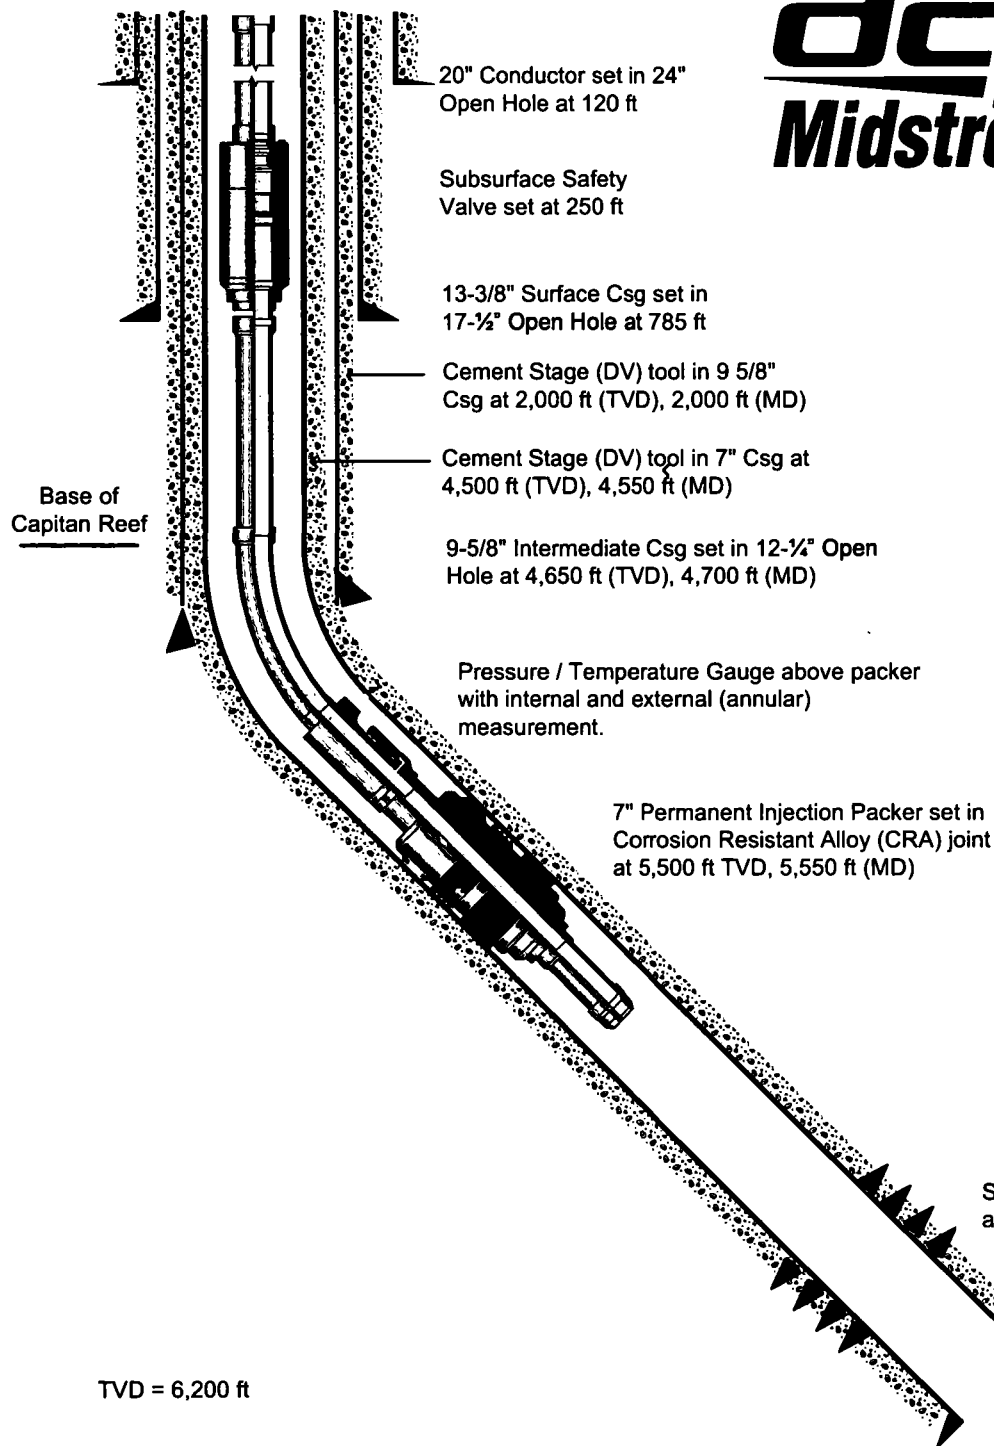 dc
Midstre
20" Conductor set in 24"
Open Hole at 120 ft
Subsurface Safety
Valve set at 250 ft
13-3/8" Surface Csg set in
17-½" Open Hole at 785 ft
Cement Stage (DV) tool in 9 5/8"
Csg at 2,000 ft (TVD), 2,000 ft (MD)
Cement Stage (DV) tool in 7" Csg at
4,500 ft (TVD), 4,550 ft (MD)
Base of
Capitan Reef
9-5/8" Intermediate Csg set in 12-¼" Open
Hole at 4,650 ft (TVD), 4,700 ft (MD)
Pressure / Temperature Gauge above packer
with internal and external (annular)
measurement.
7" Permanent Injection Packer set in
Corrosion Resistant Alloy (CRA) joint
at 5,500 ft TVD, 5,550 ft (MD)
S
a
TVD = 6,200 ft